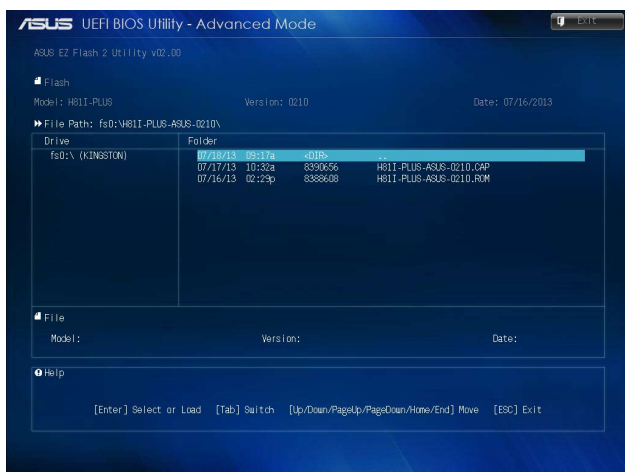 ASUS UEFI BIOS Utility - Advanced Mode
Exit
ASUS EZ Flash 2 Utility v02.00
Flash
Model: H81I-PLUS Version: 0210 Date: 07/16/2013
File Path: fs0:\H81I-PLUS-ASUS-0210\
Drive Folder
fs0:\ (KINGSTON) 07/18/13 09:17a <DIR> ..
07/17/13 10:32a 8390656 H81I-PLUS-ASUS-0210.CAP
07/16/13 02:29p 8388608 H81I-PLUS-ASUS-0210.ROM
File
Model: Version: Date:
Help
[Enter] Select or Load [Tab] Switch [Up/Down/PageUp/PageDown/Home/End] Move [ESC] Exit